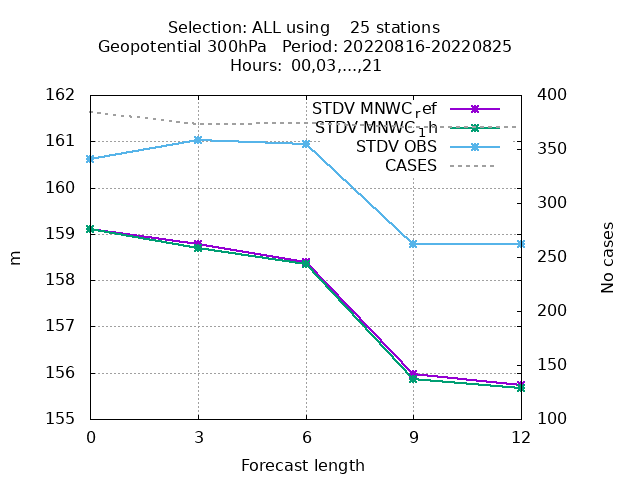 Selection: ALL using 25 stations
Geopotential 300hPa Period: 20220816-20220825
Hours: 00,03,...,21
162 400
STDV MNWC_ref
161 STDV MNWC_1h 350
STDV OBS
160 CASES
159 300
158 250
157 200
156 150
155 100
0 3 6 9 12
Forecast length
m
No cases